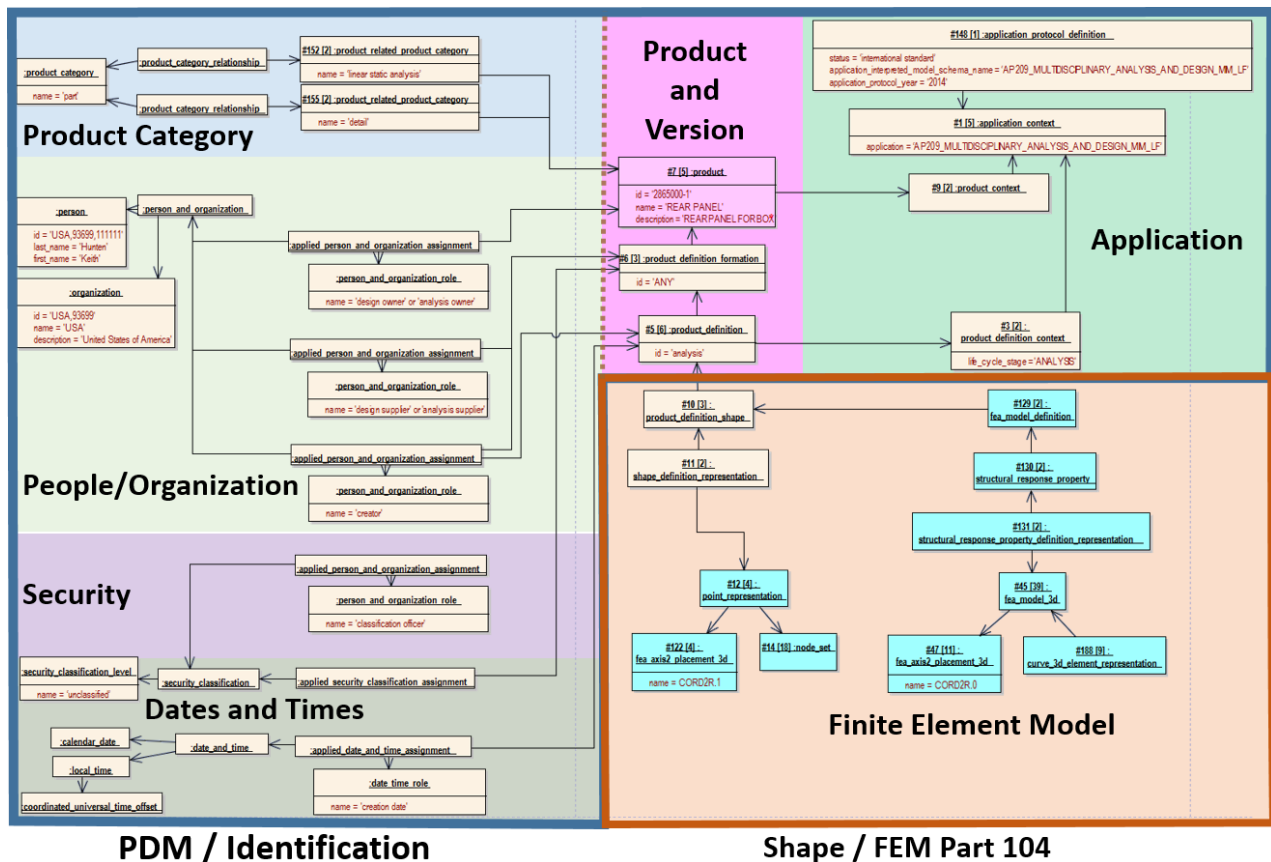 :product_category
name = 'part'
:product_category_relationship
:product_category_relationship
#152 [2] :product_related_product_category
name = 'linear static analysis'
#155 [2] :product_related_product_category
name = 'detail'
Product Category
Product
and
Version
#148 [1] :application_protocol_definition
status = 'international standard'
application_interpreted_model_schema_name = 'AP209_MULTIDISCIPLINARY_ANALYSIS_AND_DESIGN_MIM_LF'
application_protocol_year = '2014'
#1 [5] :application_context
application = 'AP209_MULTIDISCIPLINARY_ANALYSIS_AND_DESIGN_MIM_LF'
#7 [5] :product
id = '2865000-1'
name = 'REAR PANEL'
description = 'REAR PANEL FOR BOX'
#9 [2] :product_context
Application
:person
id = 'USA,93699,111111'
last_name = 'Hunten'
first_name = 'Keith'
:person_and_organization
:organization
id = 'USA,93699'
name = 'USA'
description = 'United States of America'
:applied_person_and_organization_assignment
:person_and_organization_role
name = 'design owner' or 'analysis owner'
#6 [3] :product_definition_formation
id = 'ANY'
#5 [6] :product_definition
id = 'analysis'
#3 [2] :
product_definition_context
life_cycle_stage = 'ANALYSIS'
:applied_person_and_organization_assignment
:person_and_organization_role
name = 'design supplier' or 'analysis supplier'
:applied_person_and_organization_assignment
:person_and_organization_role
name = 'creator'
People/Organization
#10 [3] :
product_definition_shape
#129 [2] :
fea_model_definition
#11 [2] :
shape_definition_representation
#130 [2] :
structural_response_property
#131 [2] :
structural_response_property_definition_representation
Security
:applied_person_and_organization_assignment
:person_and_organization_role
name = 'classification officer'
#12 [4] :
point_representation
#45 [39] :
fea_model_3d
#122 [4] :
fea_axis2_placement_3d
name = CORD2R.1
#14 [18] :node_set
#47 [11] :
fea_axis2_placement_3d
name = CORD2R.0
#188 [9] :
curve_3d_element_representation
:security_classification_level
name = 'unclassified'
:security_classification
:applied_security_classification_assignment
Dates and Times
Finite Element Model
:calendar_date
:date_and_time
:applied_date_and_time_assignment
:local_time
:date_time_role
name = 'creation date'
:coordinated_universal_time_offset
PDM / Identification
Shape / FEM Part 104